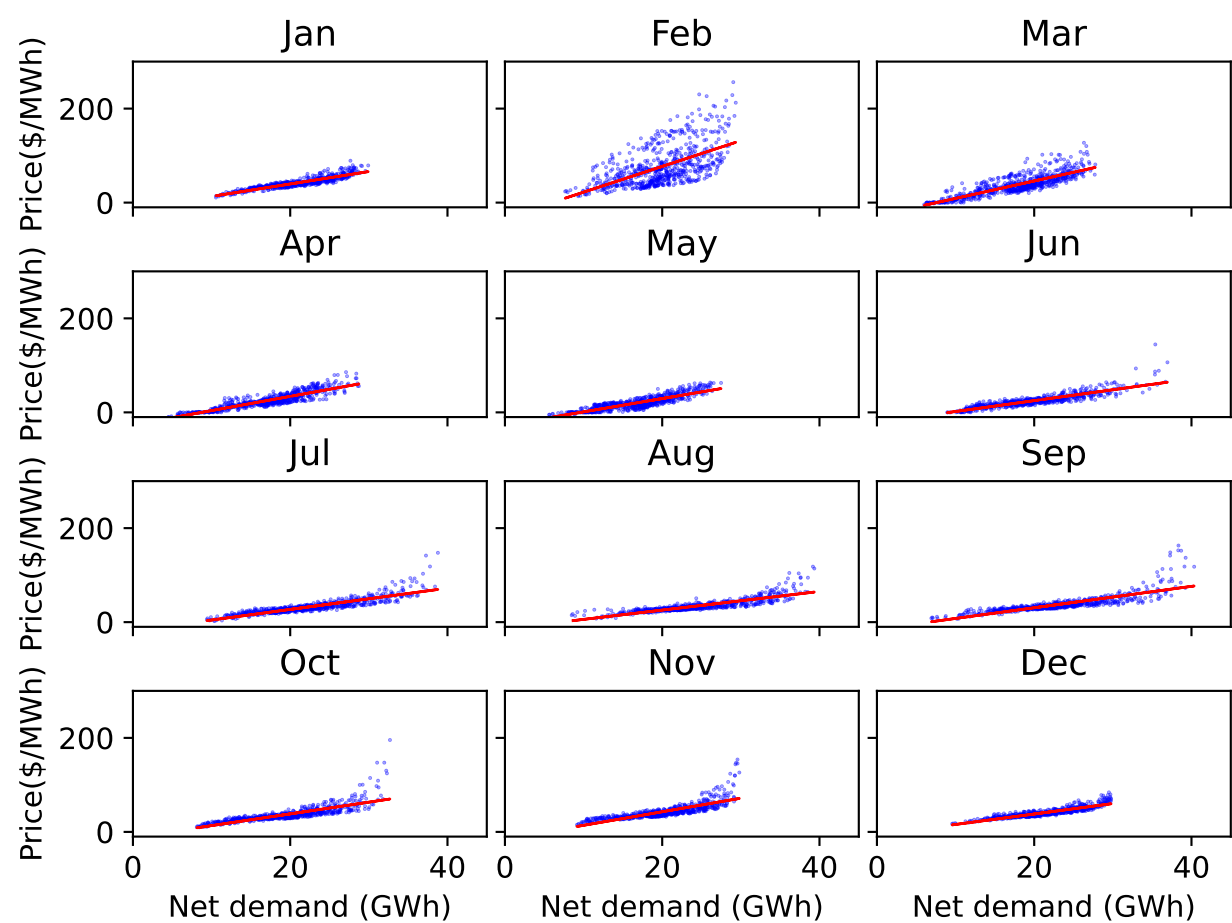 Jan Feb Mar
Price($/MWh) 200 0
Apr May Jun
Price($/MWh) 200 0
Jul Aug Sep
Price($/MWh) 200 0
Oct Nov Dec
Price($/MWh) 200 0
0 20 40 0 20 40 0 20 40
Net demand (GWh) Net demand (GWh) Net demand (GWh)